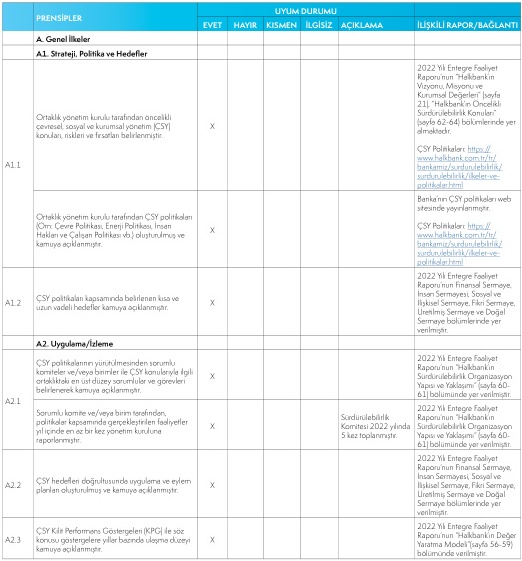 PRENSİPLER
UYUM DURUMU
EVET HAYIR KISMEN İLGİSİZ AÇIKLAMA İLİŞKİLİ RAPOR/BAĞLANTI
A. Genel İlkeler
A1. Strateji, Politika ve Hedefler
A1.1
Ortaklık yönetim kurulu tarafından öncelikli
çevresel, sosyal ve kurumsal yönetim (ÇSY)
konuları, riskleri ve fırsatları belirlenmiştir.
X
2022 Yılı Entegre Faaliyet
Raporu'nun "Halkbank'ın
Vizyonu, Misyonu ve
Kurumsal Değerleri" (sayfa
21), "Halkbank'ın Öncelikli
Sürdürülebilirlik Konuları"
(sayfa 62-64) bölümlerinde yer
almaktadır.
ÇSY Politikaları: https://
www.halkbank.com.tr/tr/
bankamiz/surdurulebilirlik/
surdurulebilirlik/ilkeler-ve-
politikalar.html
Ortaklık yönetim kurulu tarafından ÇSY politikaları
(Örn: Çevre Politikası, Enerji Politikası, İnsan
Hakları ve Çalışan Politikası vb.) oluşturulmuş ve
kamuya açıklanmıştır.
X
Banka'nın ÇSY politikaları web
sitesinde yayınlanmıştır.
ÇSY Politikaları: https://
www.halkbank.com.tr/tr/
bankamiz/surdurulebilirlik/
surdurulebilirlik/ilkeler-ve-
politikalar.html
A1.2
ÇSY politikaları kapsamında belirlenen kısa ve
uzun vadeli hedefler kamuya açıklanmıştır.
X
2022 Yılı Entegre Faaliyet
Raporu'nun Finansal Sermaye,
İnsan Sermayesi, Sosyal ve
İlişkisel Sermaye, Fikri Sermaye,
Üretilmiş Sermaye ve Doğal
Sermaye bölümlerinde yer
verilmiştir.
A2. Uygulama/İzleme
A2.1
ÇSY politikalarının yürütülmesinden sorumlu
komiteler ve/veya birimler ile ÇSY konularıyla ilgili
ortaklıktaki en üst düzey sorumlular ve görevleri
belirlenerek kamuya açıklanmıştır.
X
2022 Yılı Entegre Faaliyet
Raporu'nun "Halkbank'ın
Sürdürülebilirlik Organizasyon
Yapısı ve Yaklaşımı" (sayfa 60-
61) bölümünde yer verilmiştir.
Sorumlu komite ve/veya birim tarafından,
politikalar kapsamında gerçekleştirilen faaliyetler
yıl içinde en az bir kez yönetim kuruluna
raporlanmıştır.
X
Sürdürülebilirlik
Komitesi 2022 yılında
5 kez toplanmıştır.
2022 Yılı Entegre Faaliyet
Raporu'nun "Halkbank'ın
Sürdürülebilirlik Organizasyon
Yapısı ve Yaklaşımı" (sayfa 60-
61) bölümünde yer verilmiştir.
A2.2
ÇSY hedefleri doğrultusunda uygulama ve eylem
planları oluşturulmuş ve kamuya açıklanmıştır.
X
2022 Yılı Entegre Faaliyet
Raporu'nun Finansal Sermaye,
İnsan Sermayesi, Sosyal ve
İlişkisel Sermaye, Fikri Sermaye,
Üretilmiş Sermaye ve Doğal
Sermaye bölümlerinde yer
verilmiştir.
A2.3
ÇSY Kilit Performans Göstergeleri (KPG) ile söz
konusu göstergelere yıllar bazında ulaşma düzeyi
kamuya açıklanmıştır.
X
2022 Yılı Entegre Faaliyet
Raporu'nun "Halkbank'ın Değer
Yaratma Modeli"(sayfa 56-59)
bölümünde verilmiştir.